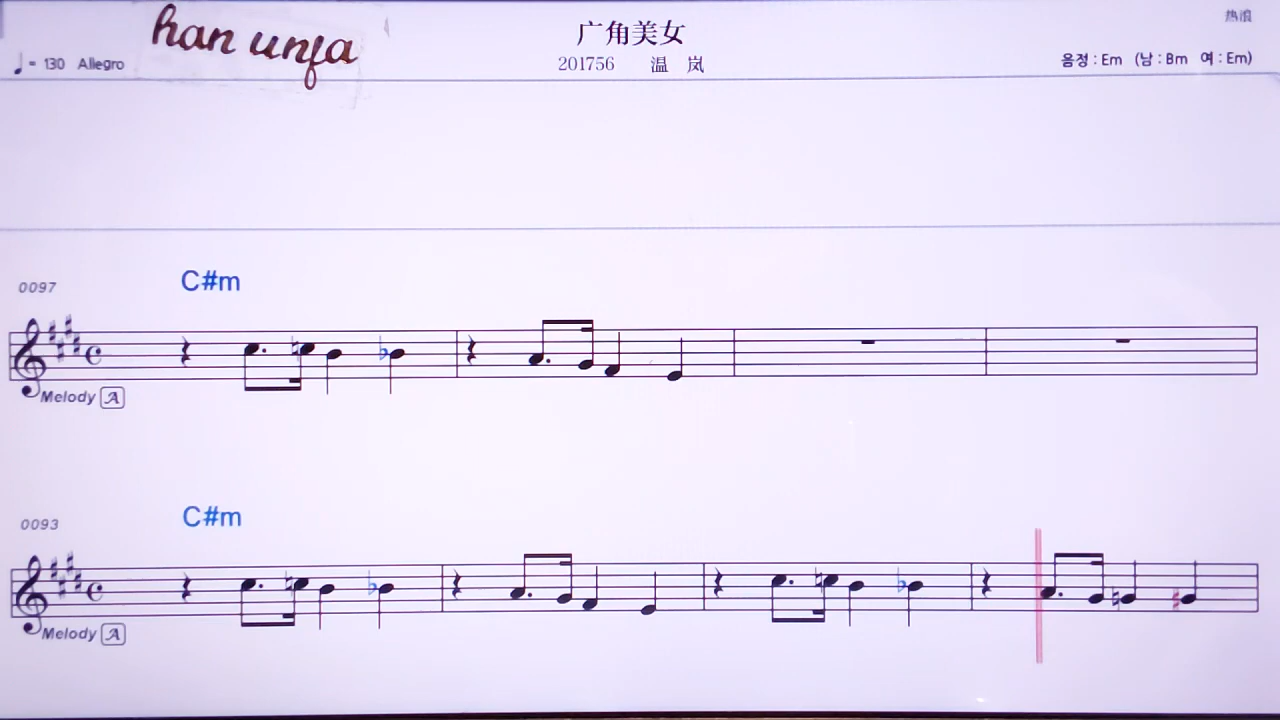 han unfa
广角美女
热浪
♩= 130 Allegro
201756 温 岚
음정 : Em (남 : Bm 여 : Em)
0097
C#m
Melody A
0093
C#m
Melody A